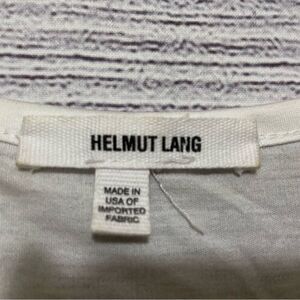 HELMUT LANG
MADE IN
USA OF
IMPORTED
FABRIC